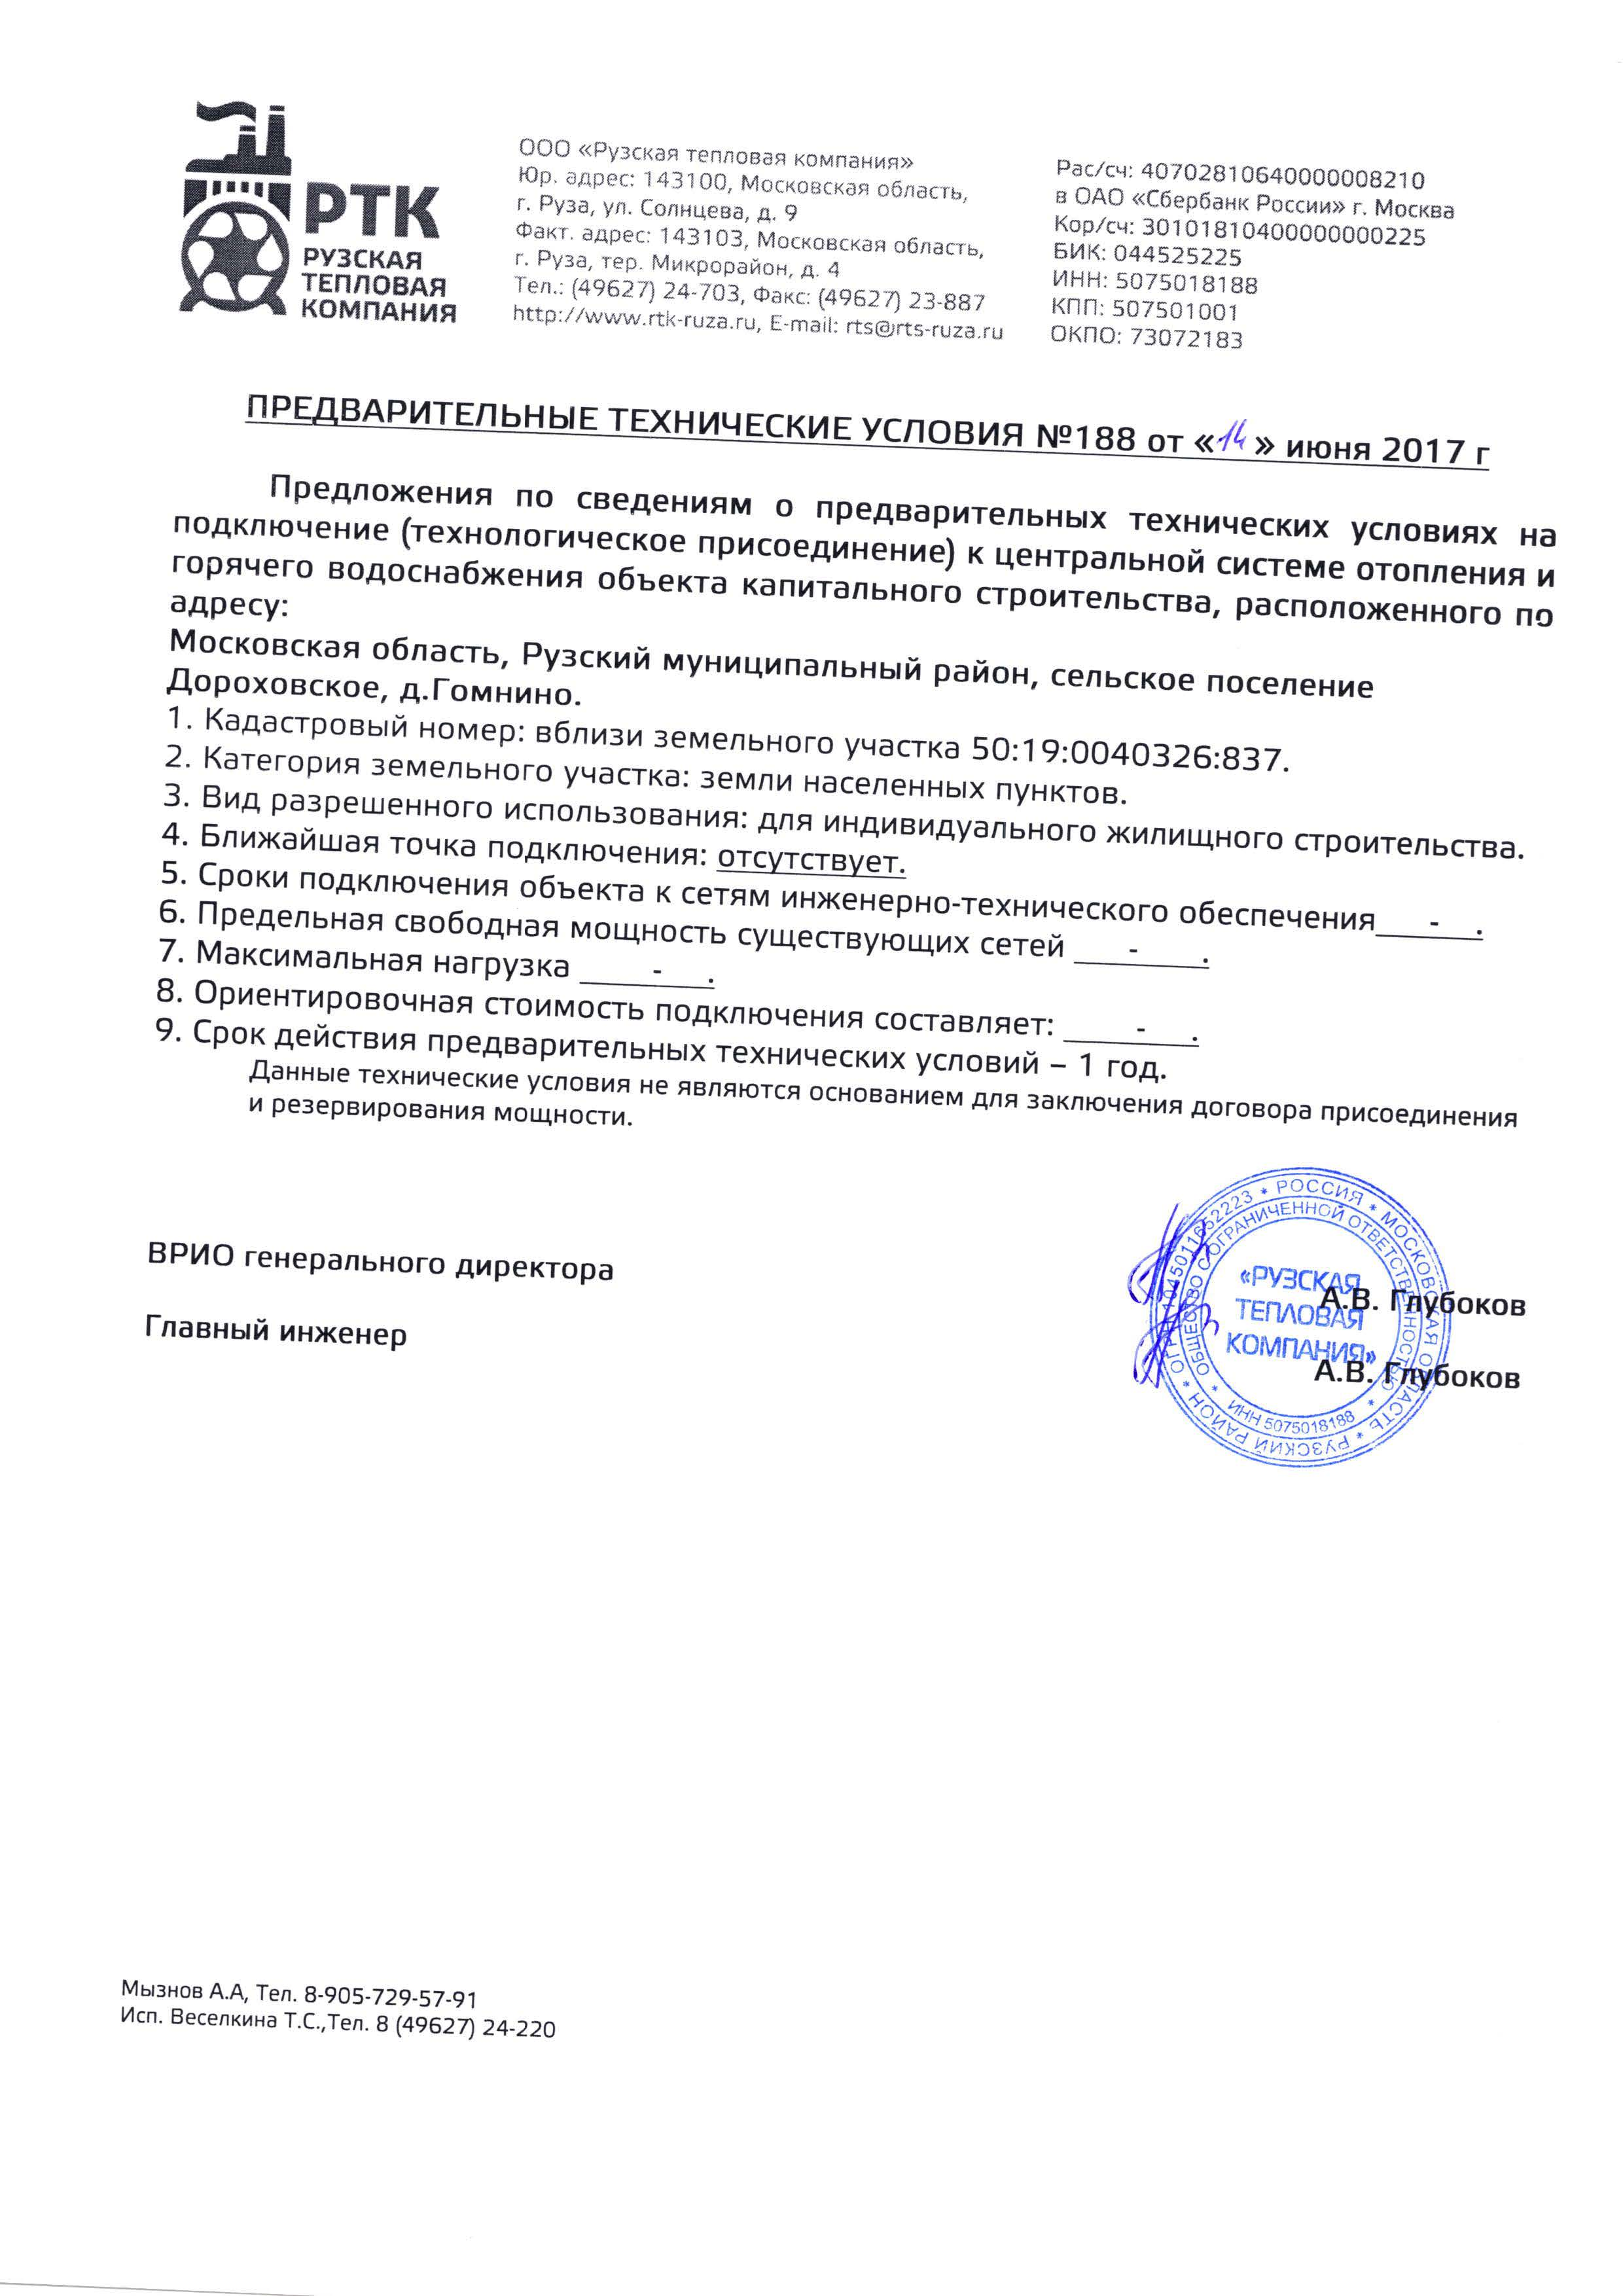 РТК
РУЗСКАЯ
ТЕПЛОВАЯ
КОМПАНИЯ
ООО «Рузская тепловая компания»
Юр. адрес: 143100, Московская область,
г. Руза, ул. Солнцева, д. 9
Факт. адрес: 143103, Московская область,
г. Руза, тер. Микрорайон, д. 4
Тел.: (49627) 24-703, Факс: (49627) 23-887
http://www.rtk-ruza.ru, E-mail: rts@rts-ruza.ru
Рас/сч: 40702810640000008210
в ОАО «Сбербанк России» г. Москва
Кор/сч: 30101810400000000225
БИК: 044525225
ИНН: 5075018188
КПП: 507501001
ОКПО: 73072183
ПРЕДВАРИТЕЛЬНЫЕ ТЕХНИЧЕСКИЕ УСЛОВИЯ №188 от «14» июня 2017 г
Предложения по сведениям о предварительных технических условиях на
подключение (технологическое присоединение) к центральной системе отопления и
горячего водоснабжения объекта капитального строительства, расположенного по
адресу:
Московская область, Рузский муниципальный район, сельское поселение
Дороховское, д.Гомнино.
1. Кадастровый номер: вблизи земельного участка 50:19:0040326:837.
2. Категория земельного участка: земли населенных пунктов.
3. Вид разрешенного использования: для индивидуального жилищного строительства.
4. Ближайшая точка подключения: отсутствует.
5. Сроки подключения объекта к сетям инженерно-технического обеспечения - .
6. Предельная свободная мощность существующих сетей - .
7. Максимальная нагрузка - .
8. Ориентировочная стоимость подключения составляет: - .
9. Срок действия предварительных технических условий – 1 год.
Данные технические условия не являются основанием для заключения договора присоединения
и резервирования мощности.
ВРИО генерального директора А.В. Глубоков
Главный инженер А.В. Глубоков
РОССИЯ * МОСКОВСКАЯ ОБЛАСТЬ * РУЗСКИЙ РАЙОН * ОГРН 1045011652223 *
ОБЩЕСТВО С ОГРАНИЧЕННОЙ ОТВЕТСТВЕННОСТЬЮ * ИНН 5075018188 *
«РУЗСКАЯ
ТЕПЛОВАЯ
КОМПАНИЯ»
Мызнов А.А, Тел. 8-905-729-57-91
Исп. Веселкина Т.С.,Тел. 8 (49627) 24-220